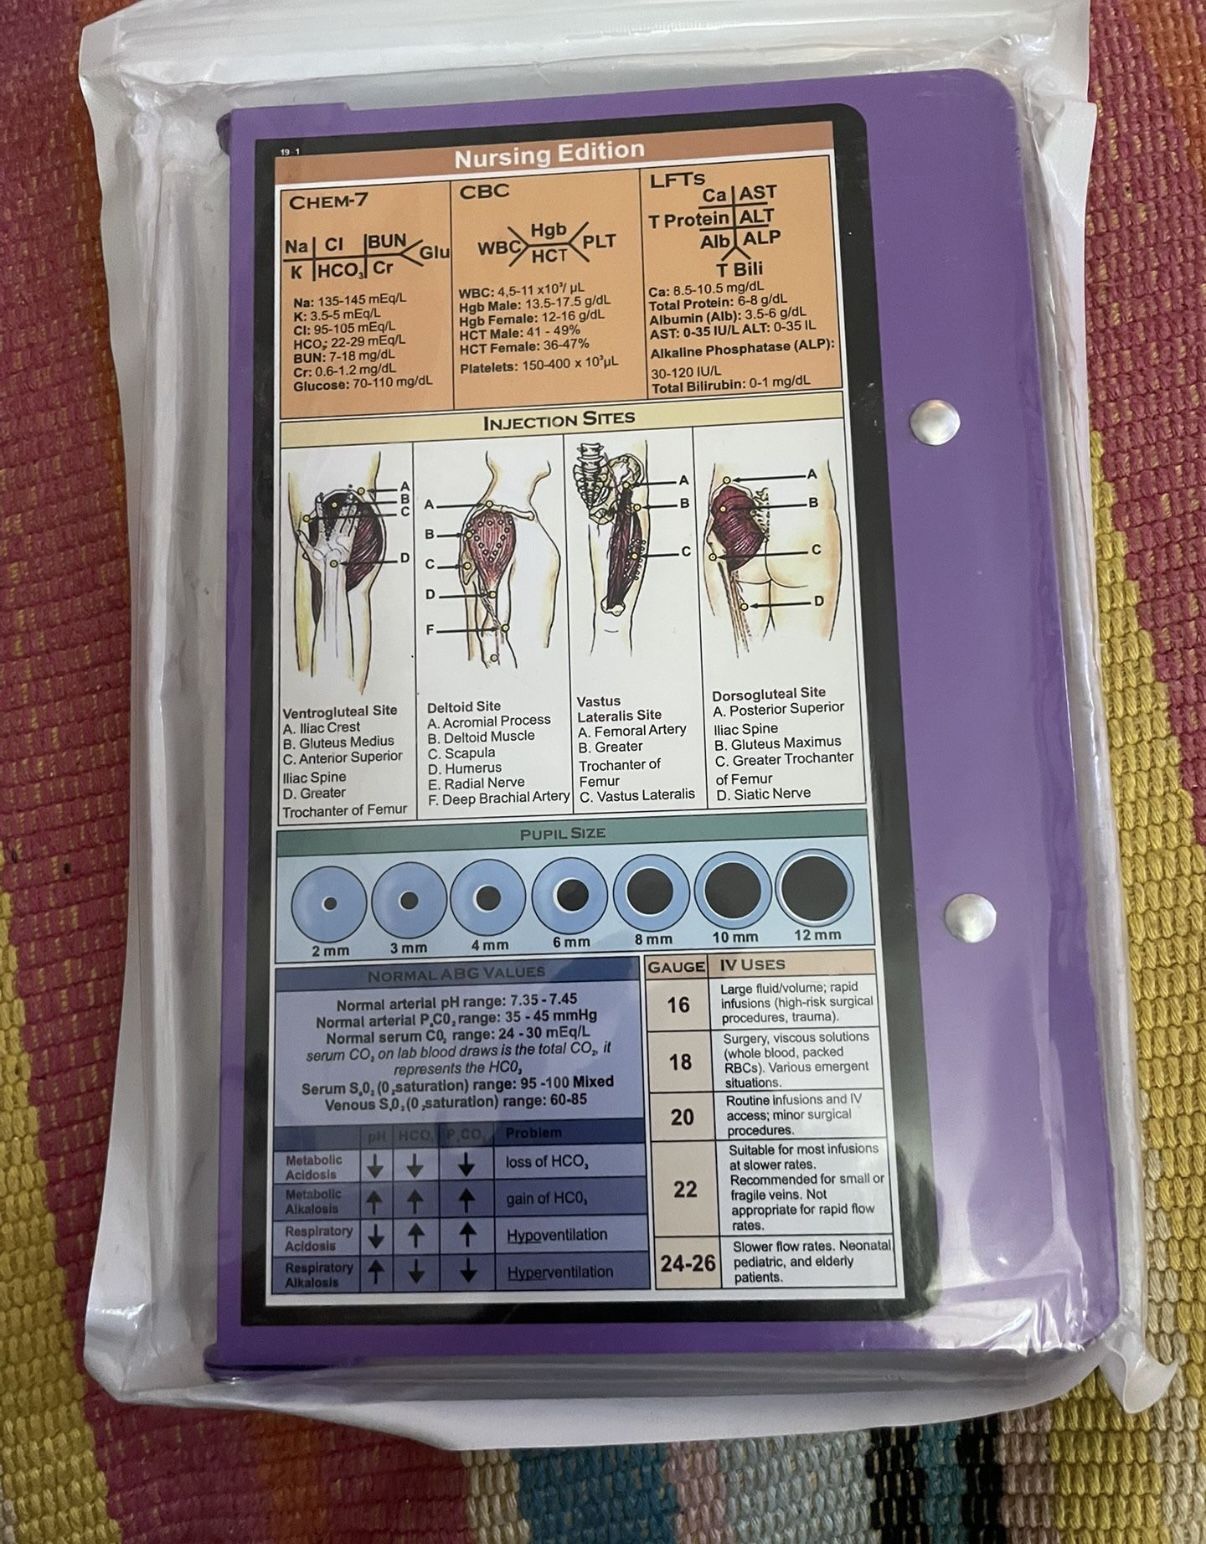 19 1
Nursing Edition
CHEM-7
Na Cl BUN Glu
K HCO₃ Cr
Na: 135-145 mEq/L
K: 3.5-5 mEq/L
Cl: 95-105 mEq/L
HCO₃: 22-29 mEq/L
BUN: 7-18 mg/dL
Cr: 0.6-1.2 mg/dL
Glucose: 70-110 mg/dL
CBC
Hgb
WBC PLT
HCT
WBC: 4,5-11 x10³/ µL
Hgb Male: 13.5-17.5 g/dL
Hgb Female: 12-16 g/dL
HCT Male: 41 - 49%
HCT Female: 36-47%
Platelets: 150-400 x 10³µL
LFTs
Ca AST
T Protein ALT
Alb ALP
T Bili
Ca: 8.5-10.5 mg/dL
Total Protein: 6-8 g/dL
Albumin (Alb): 3.5-6 g/dL
AST: 0-35 IU/L ALT: 0-35 IL
Alkaline Phosphatase (ALP):
30-120 IU/L
Total Bilirubin: 0-1 mg/dL
INJECTION SITES
A
B
C
D
Ventrogluteal Site
A. Iliac Crest
B. Gluteus Medius
C. Anterior Superior
Iliac Spine
D. Greater
Trochanter of Femur
A
B
C
D
F
Deltoid Site
A. Acromial Process
B. Deltoid Muscle
C. Scapula
D. Humerus
E. Radial Nerve
F. Deep Brachial Artery
A
B
C
Vastus
Lateralis Site
A. Femoral Artery
B. Greater
Trochanter of
Femur
C. Vastus Lateralis
A
B
C
D
Dorsogluteal Site
A. Posterior Superior
Iliac Spine
B. Gluteus Maximus
C. Greater Trochanter
of Femur
D. Siatic Nerve
PUPIL SIZE
2 mm 3 mm 4 mm 6 mm 8 mm 10 mm 12 mm
NORMAL ABG VALUES
Normal arterial pH range: 7.35 - 7.45
Normal arterial PₐC0₂ range: 35 - 45 mmHg
Normal serum C0₂ range: 24 - 30 mEq/L
serum CO₂ on lab blood draws is the total CO₂, it
represents the HC0₃
Serum Sₐ0₂ (0₂saturation) range: 95 -100 Mixed
Venous Sₐ0₂ (0₂saturation) range: 60-85
pH HCO₃ PₐCO₂ Problem
Metabolic
Acidosis ↓ ↓ ↓ loss of HCO₃
Metabolic
Alkalosis ↑ ↑ ↑ gain of HC0₃
Respiratory
Acidosis ↓ ↑ ↑ Hypoventilation
Respiratory
Alkalosis ↑ ↓ ↓ Hyperventilation
GAUGE IV USES
16
Large fluid/volume; rapid
infusions (high-risk surgical
procedures, trauma).
18
Surgery, viscous solutions
(whole blood, packed
RBCs). Various emergent
situations.
20
Routine infusions and IV
access; minor surgical
procedures.
22
Suitable for most infusions
at slower rates.
Recommended for small or
fragile veins. Not
appropriate for rapid flow
rates.
24-26
Slower flow rates. Neonatal
pediatric, and elderly
patients.